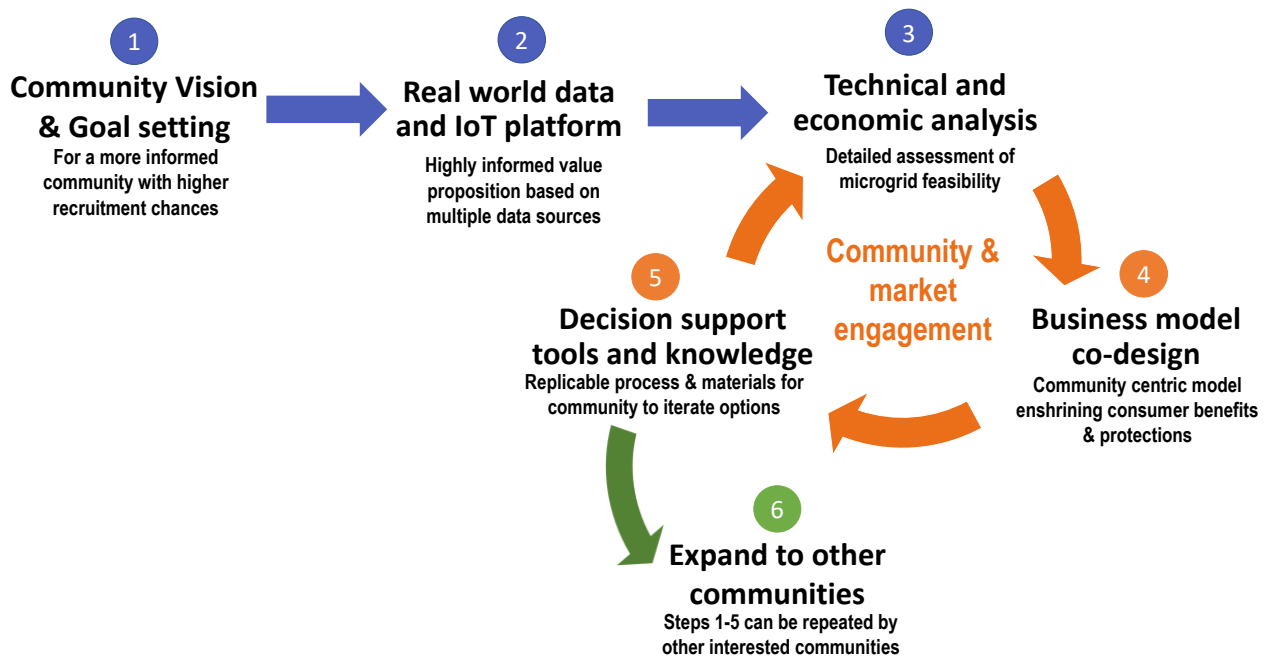 1
Community Vision
& Goal setting
For a more informed
community with higher
recruitment chances
2
Real world data
and IoT platform
Highly informed value
proposition based on
multiple data sources
3
Technical and
economic analysis
Detailed assessment of
microgrid feasibility
Community &
market
engagement
4
Business model
co-design
Community centric model
enshrining consumer benefits
& protections
5
Decision support
tools and knowledge
Replicable process & materials for
community to iterate options
6
Expand to other
communities
Steps 1-5 can be repeated by
other interested communities